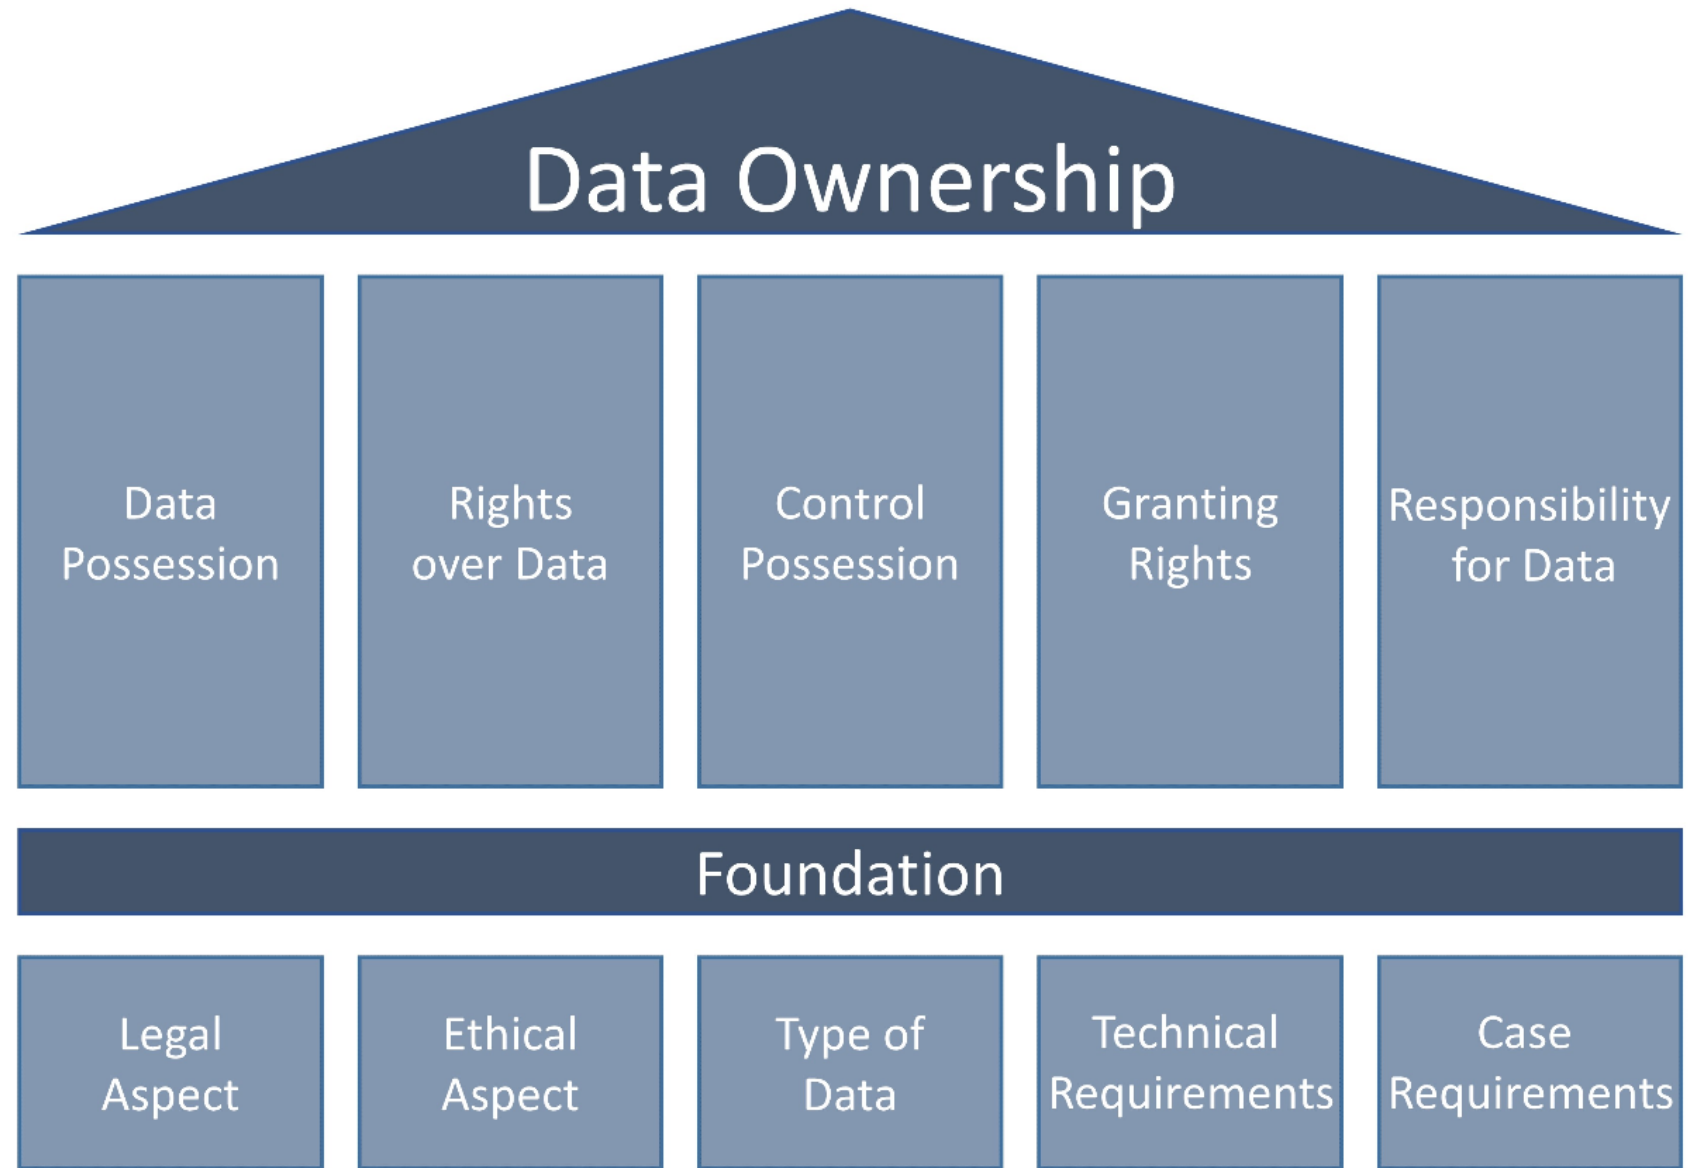 Data Ownership
Data
Possession
Rights
over Data
Control
Possession
Granting
Rights
Responsibility
for Data
Foundation
Legal
Aspect
Ethical
Aspect
Type of
Data
Technical
Requirements
Case
Requirements